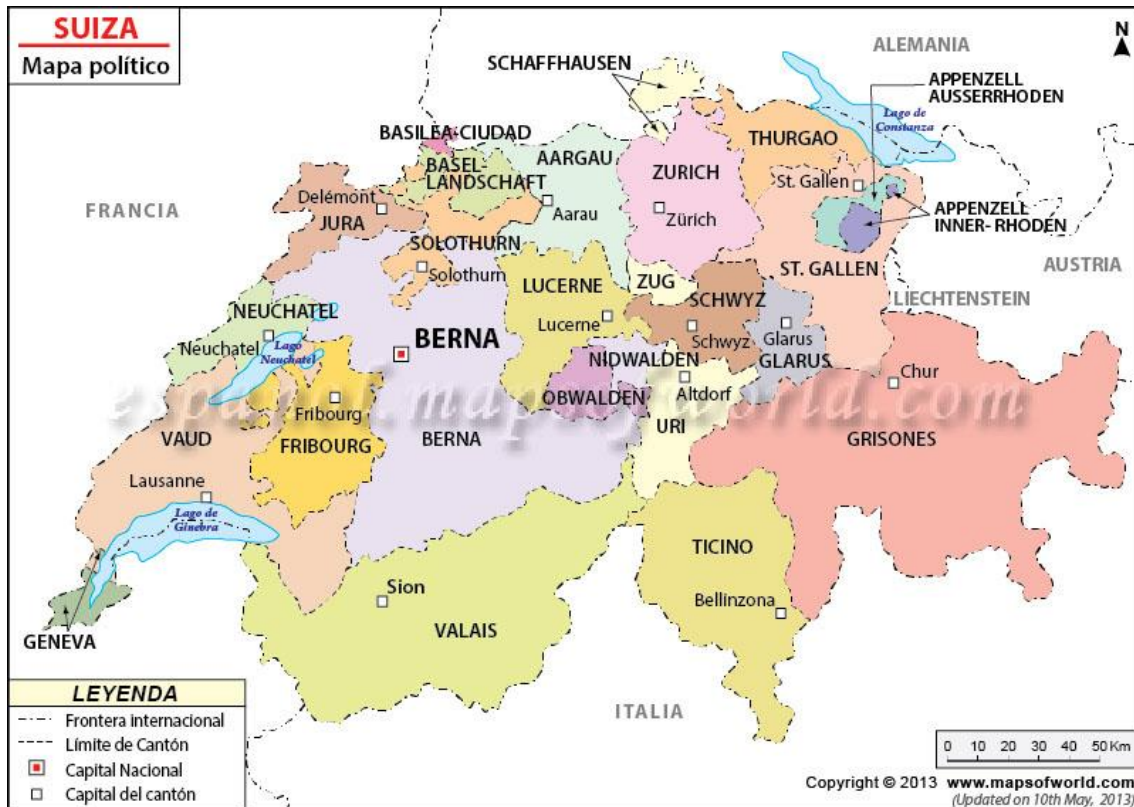 SUIZA
Mapa político
N
ALEMANIA
SCHAFFHAUSEN
APPENZELL
AUSSERRHODEN
Lago de
Constanza
BASILEA-CIUDAD
THURGAO
AARGAU
BASEL-
LANDSCHAFT
ZURICH
St. Gallen
Delémont
Aarau
Zürich
FRANCIA
JURA
APPENZELL
INNER-RHODEN
SOLOTHURN
Solothurn
AUSTRIA
ST. GALLEN
LUCERNE
ZUG
SCHWYZ
LIECHTENSTEIN
NEUCHATEL
Lucerne
Schwyz
Glarus
GLARUS
Neuchatel
Lago
Neuchatel
BERNA
NIDWALDEN
Chur
OBWALDEN
Altdorf
espanol.mapsofworld.com
Fribourg
URI
VAUD
FRIBOURG
BERNA
GRISONES
Lausanne
Lago de
Ginebra
TICINO
Sion
Bellinzona
VALAIS
GENEVA
ITALIA
LEYENDA
Frontera internacional
Límite de Cantón
Capital Nacional
Capital del cantón
0 10 20 30 40 50 Km
Copyright © 2013 www.mapsofworld.com
(Updated on 10th May, 2013)